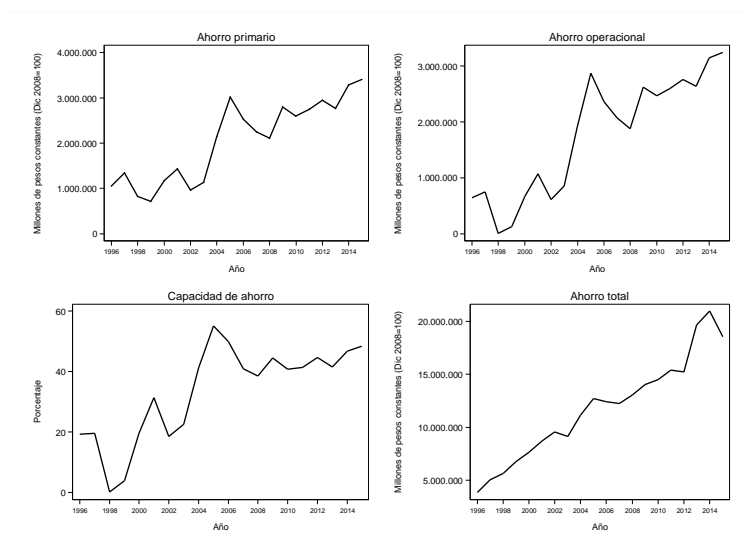 Ahorro primario
Millones de pesos constantes (Dic 2008=100)
4.000.000
3.000.000
2.000.000
1.000.000
0
1996 1998 2000 2002 2004 2006 2008 2010 2012 2014
Año
Ahorro operacional
Millones de pesos constantes (Dic 2008=100)
3.000.000
2.000.000
1.000.000
0
1996 1998 2000 2002 2004 2006 2008 2010 2012 2014
Año
Capacidad de ahorro
Porcentaje
60
40
20
0
1996 1998 2000 2002 2004 2006 2008 2010 2012 2014
Año
Ahorro total
Millones de pesos constantes (Dic 2008=100)
20.000.000
15.000.000
10.000.000
5.000.000
1996 1998 2000 2002 2004 2006 2008 2010 2012 2014
Año